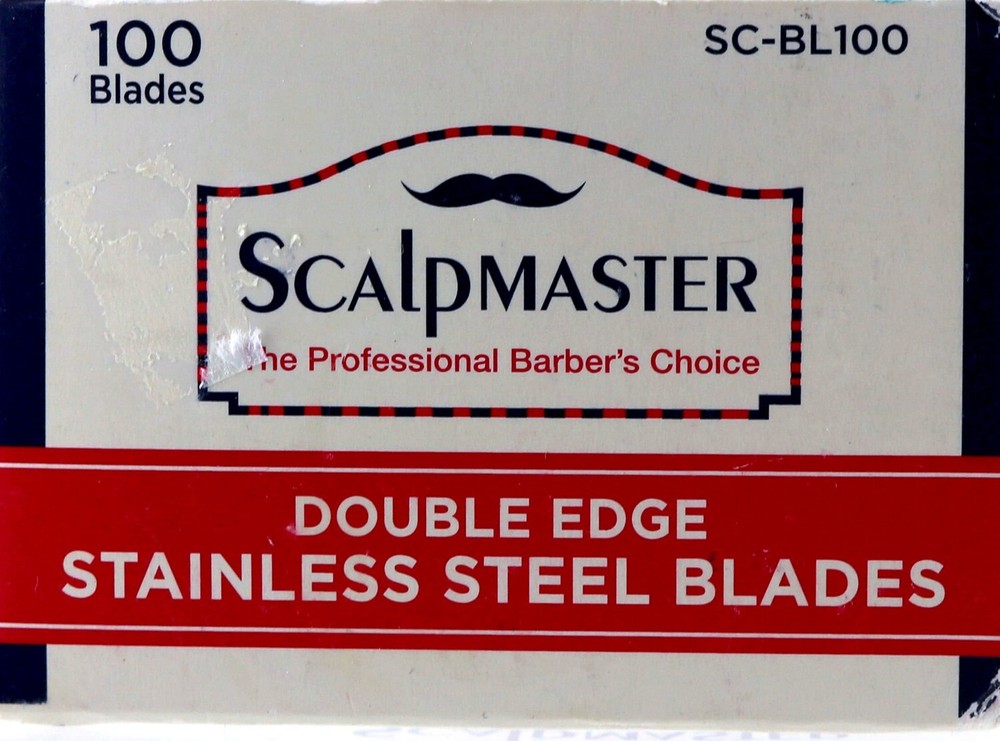 100
Blades
SC-BL100
SCALPMASTER
The Professional Barber's Choice
DOUBLE EDGE
STAINLESS STEEL BLADES